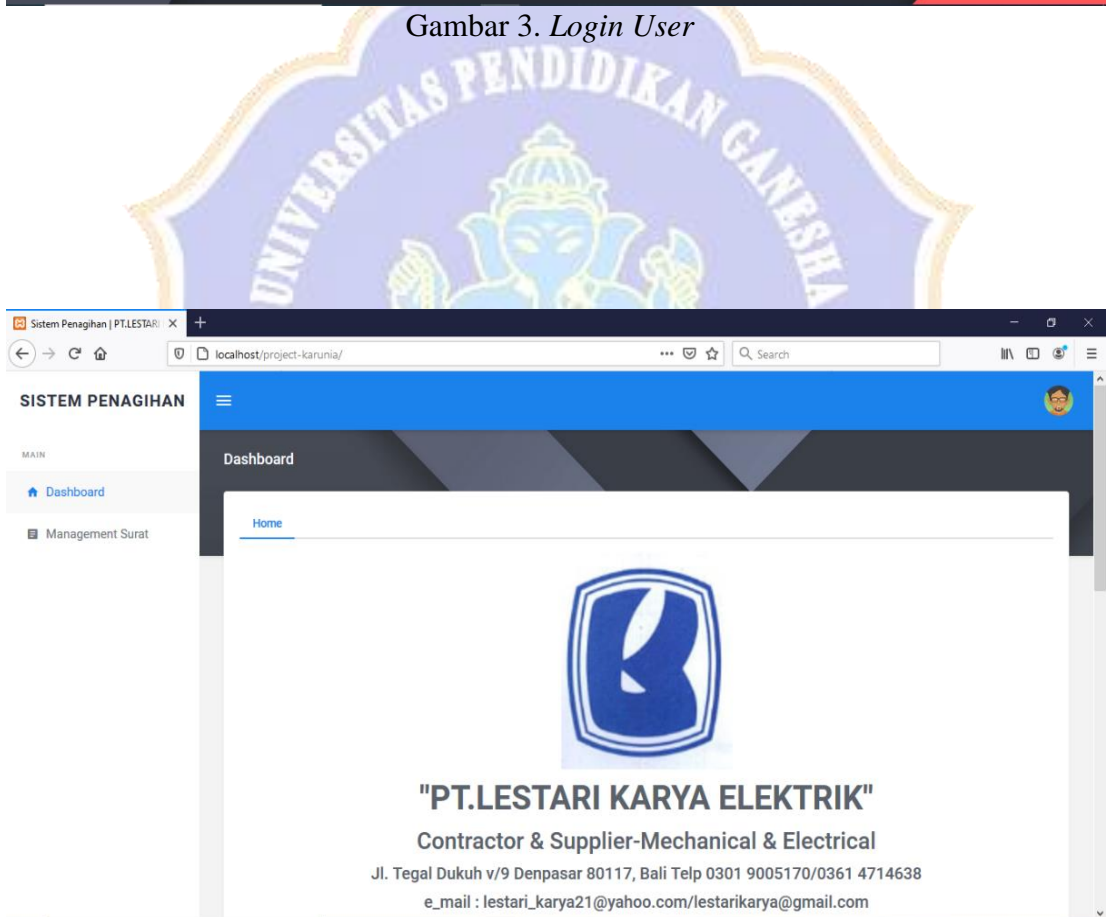 Gambar 3. Login User
UNIVERSITAS PENDIDIKAN GANESHA
Sistem Penagihan | PT.LESTARI
localhost/project-karunia/
Search
SISTEM PENAGIHAN
MAIN
Dashboard
Dashboard
Management Surat
Home
"PT.LESTARI KARYA ELEKTRIK"
Contractor & Supplier-Mechanical & Electrical
Jl. Tegal Dukuh v/9 Denpasar 80117, Bali Telp 0301 9005170/0361 4714638
e_mail : lestari_karya21@yahoo.com/lestarikarya@gmail.com